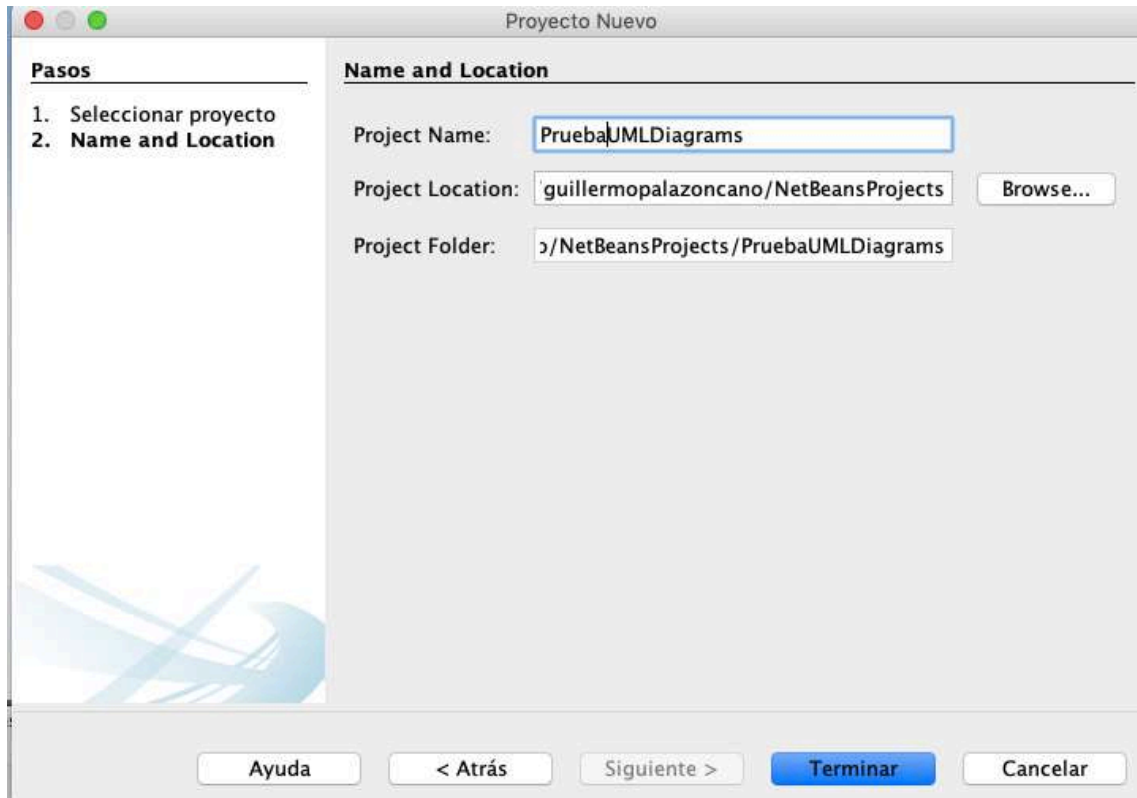 Proyecto Nuevo
Pasos
1. Seleccionar proyecto
2. Name and Location
Name and Location
Project Name: PruebaUMLDiagrams
Project Location: guillermopalazoncano/NetBeansProjects Browse...
Project Folder: o/NetBeansProjects/PruebaUMLDiagrams
Ayuda < Atrás Siguiente > Terminar Cancelar